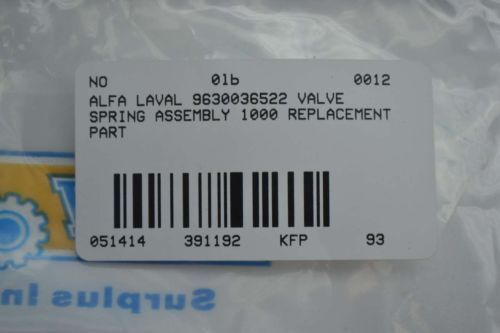 NO 01b 0012
ALFA LAVAL 9630036522 VALVE
SPRING ASSEMBLY 1000 REPLACEMENT
PART
051414 391192 KFP 93
Surplus In